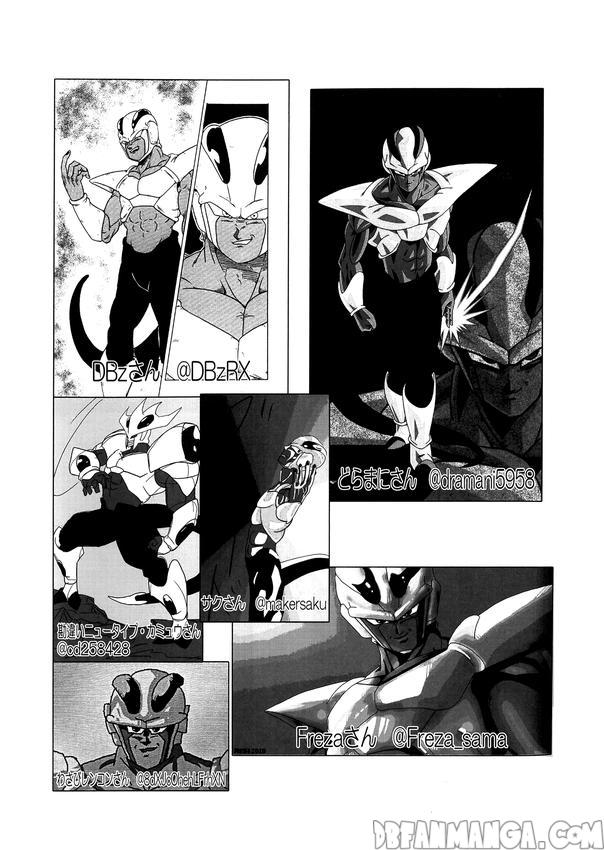 DBzさん @DBzRX
どらまにさん @dramani5958
サクさん @makersaku
勘違いニュータイプ・カミュウさん
@od258428
Frezaさん @Freza_sama
わさびレンコンさん
DBFANMANGA.COM